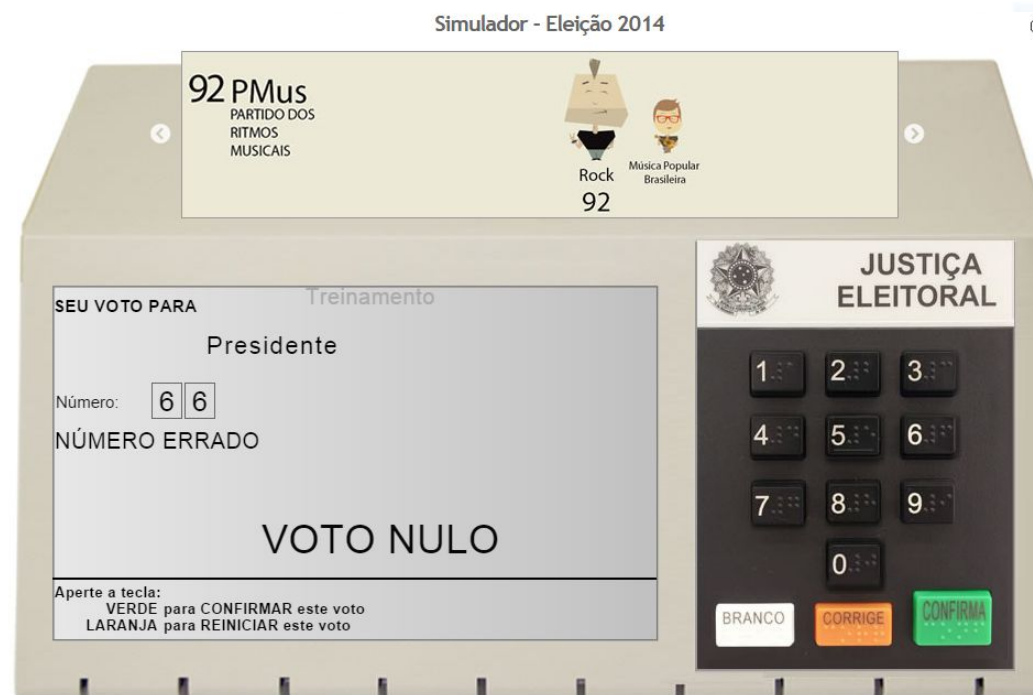 Simulador - Eleição 2014
92 PMus
PARTIDO DOS
RITMOS
MUSICAIS
Rock
92
Música Popular
Brasileira
JUSTIÇA
ELEITORAL
Treinamento
SEU VOTO PARA
Presidente
Número: 6 6
NÚMERO ERRADO
VOTO NULO
Aperte a tecla:
VERDE para CONFIRMAR este voto
LARANJA para REINICIAR este voto
1 2 3
4 5 6
7 8 9
0
BRANCO CORRIGE CONFIRMA